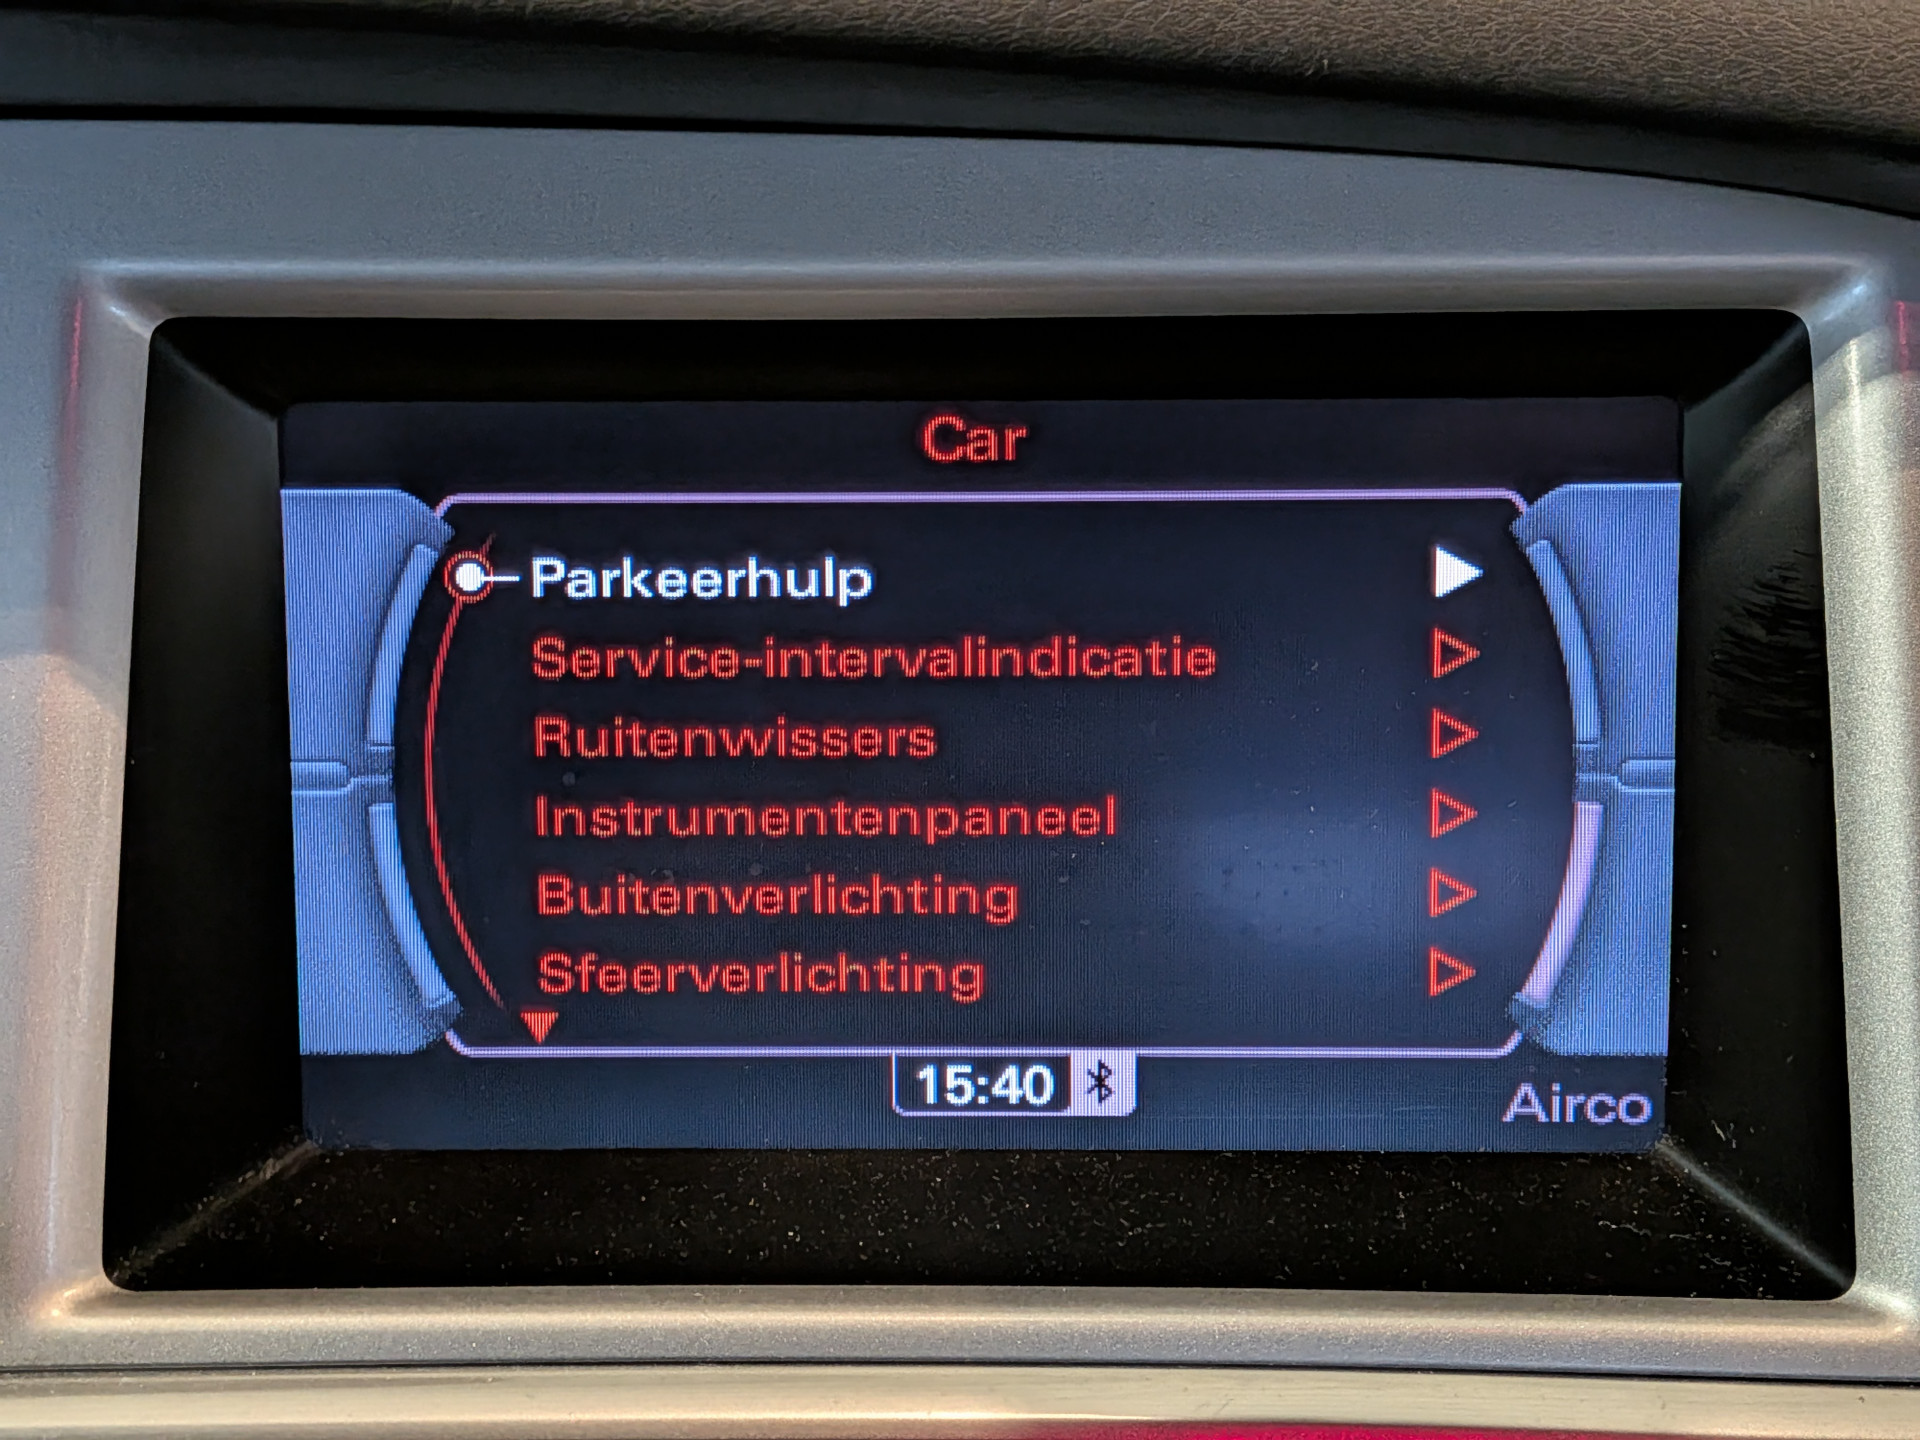 Car
Parkeerhulp
Service-intervalindicatie
Ruitenwissers
Instrumentenpaneel
Buitenverlichting
Sfeerverlichting
15:40
Airco